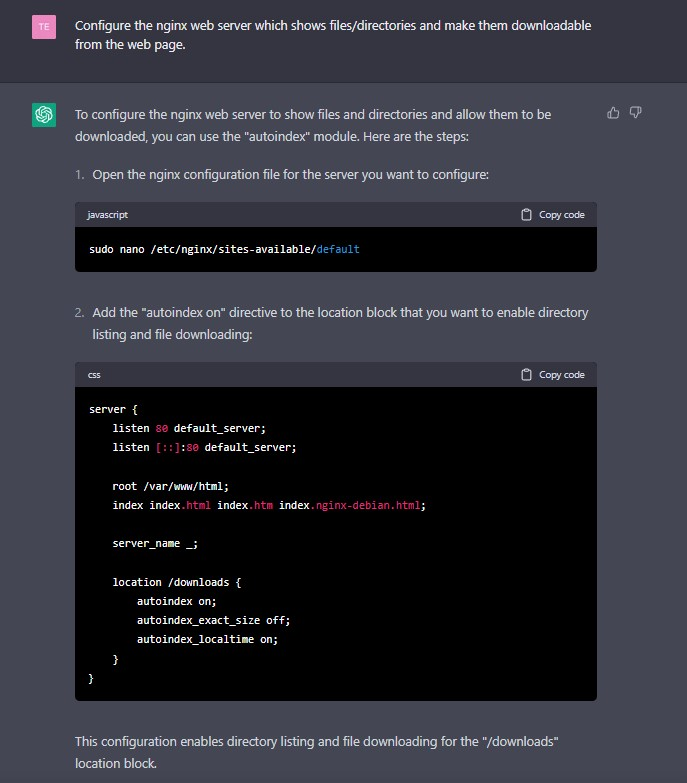 TE
Configure the nginx web server which shows files/directories and make them downloadable
from the web page.
To configure the nginx web server to show files and directories and allow them to be
downloaded, you can use the "autoindex" module. Here are the steps:
1. Open the nginx configuration file for the server you want to configure:
javascript Copy code
sudo nano /etc/nginx/sites-available/default
2. Add the "autoindex on" directive to the location block that you want to enable directory
listing and file downloading:
css Copy code
server {
listen 80 default_server;
listen [::]:80 default_server;
root /var/www/html;
index index.html index.htm index.nginx-debian.html;
server_name _;
location /downloads {
autoindex on;
autoindex_exact_size off;
autoindex_localtime on;
}
}
This configuration enables directory listing and file downloading for the "/downloads"
location block.